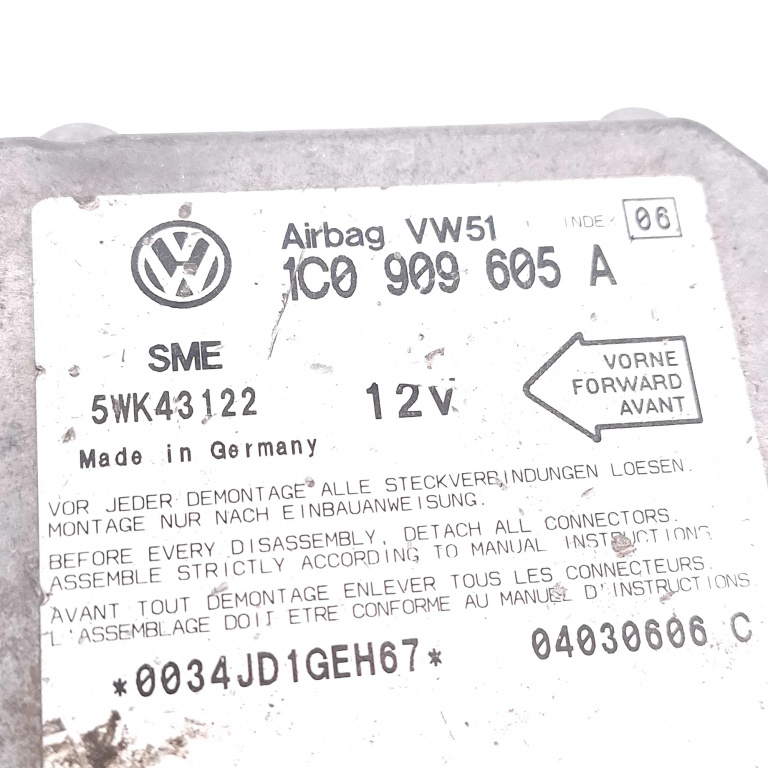 Airbag VW51 INDEX 06
1C0 909 605 A
SME
5WK43122
12V
VORNE
FORWARD
AVANT
Made in Germany
VOR JEDER DEMONTAGE ALLE STECKVERBINDUNGEN LOESEN.
MONTAGE NUR NACH EINBAUANWEISUNG.
BEFORE EVERY DISASSEMBLY, DETACH ALL CONNECTORS.
ASSEMBLE STRICTLY ACCORDING TO MANUAL INSTRUCTIONS
AVANT TOUT DEMONTAGE ENLEVER TOUS LES CONNECTEURS.
L'ASSEMBLAGE DOIT ETRE CONFORME AU MANUEL D'INSTRUCTIONS
*0034JD1GEH67*
04030606 C